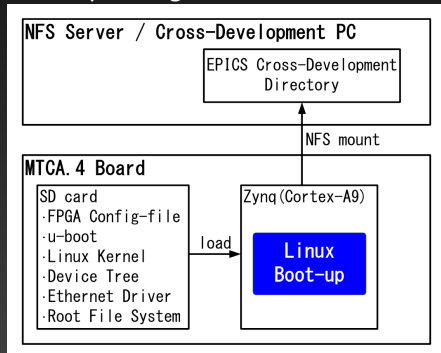 NFS Server / Cross-Development PC
EPICS Cross-Development
Directory
NFS mount
MTCA.4 Board
SD card
·FPGA Config-file
·u-boot
·Linux Kernel
·Device Tree
·Ethernet Driver
·Root File System
load
Zynq(Cortex-A9)
Linux
Boot-up